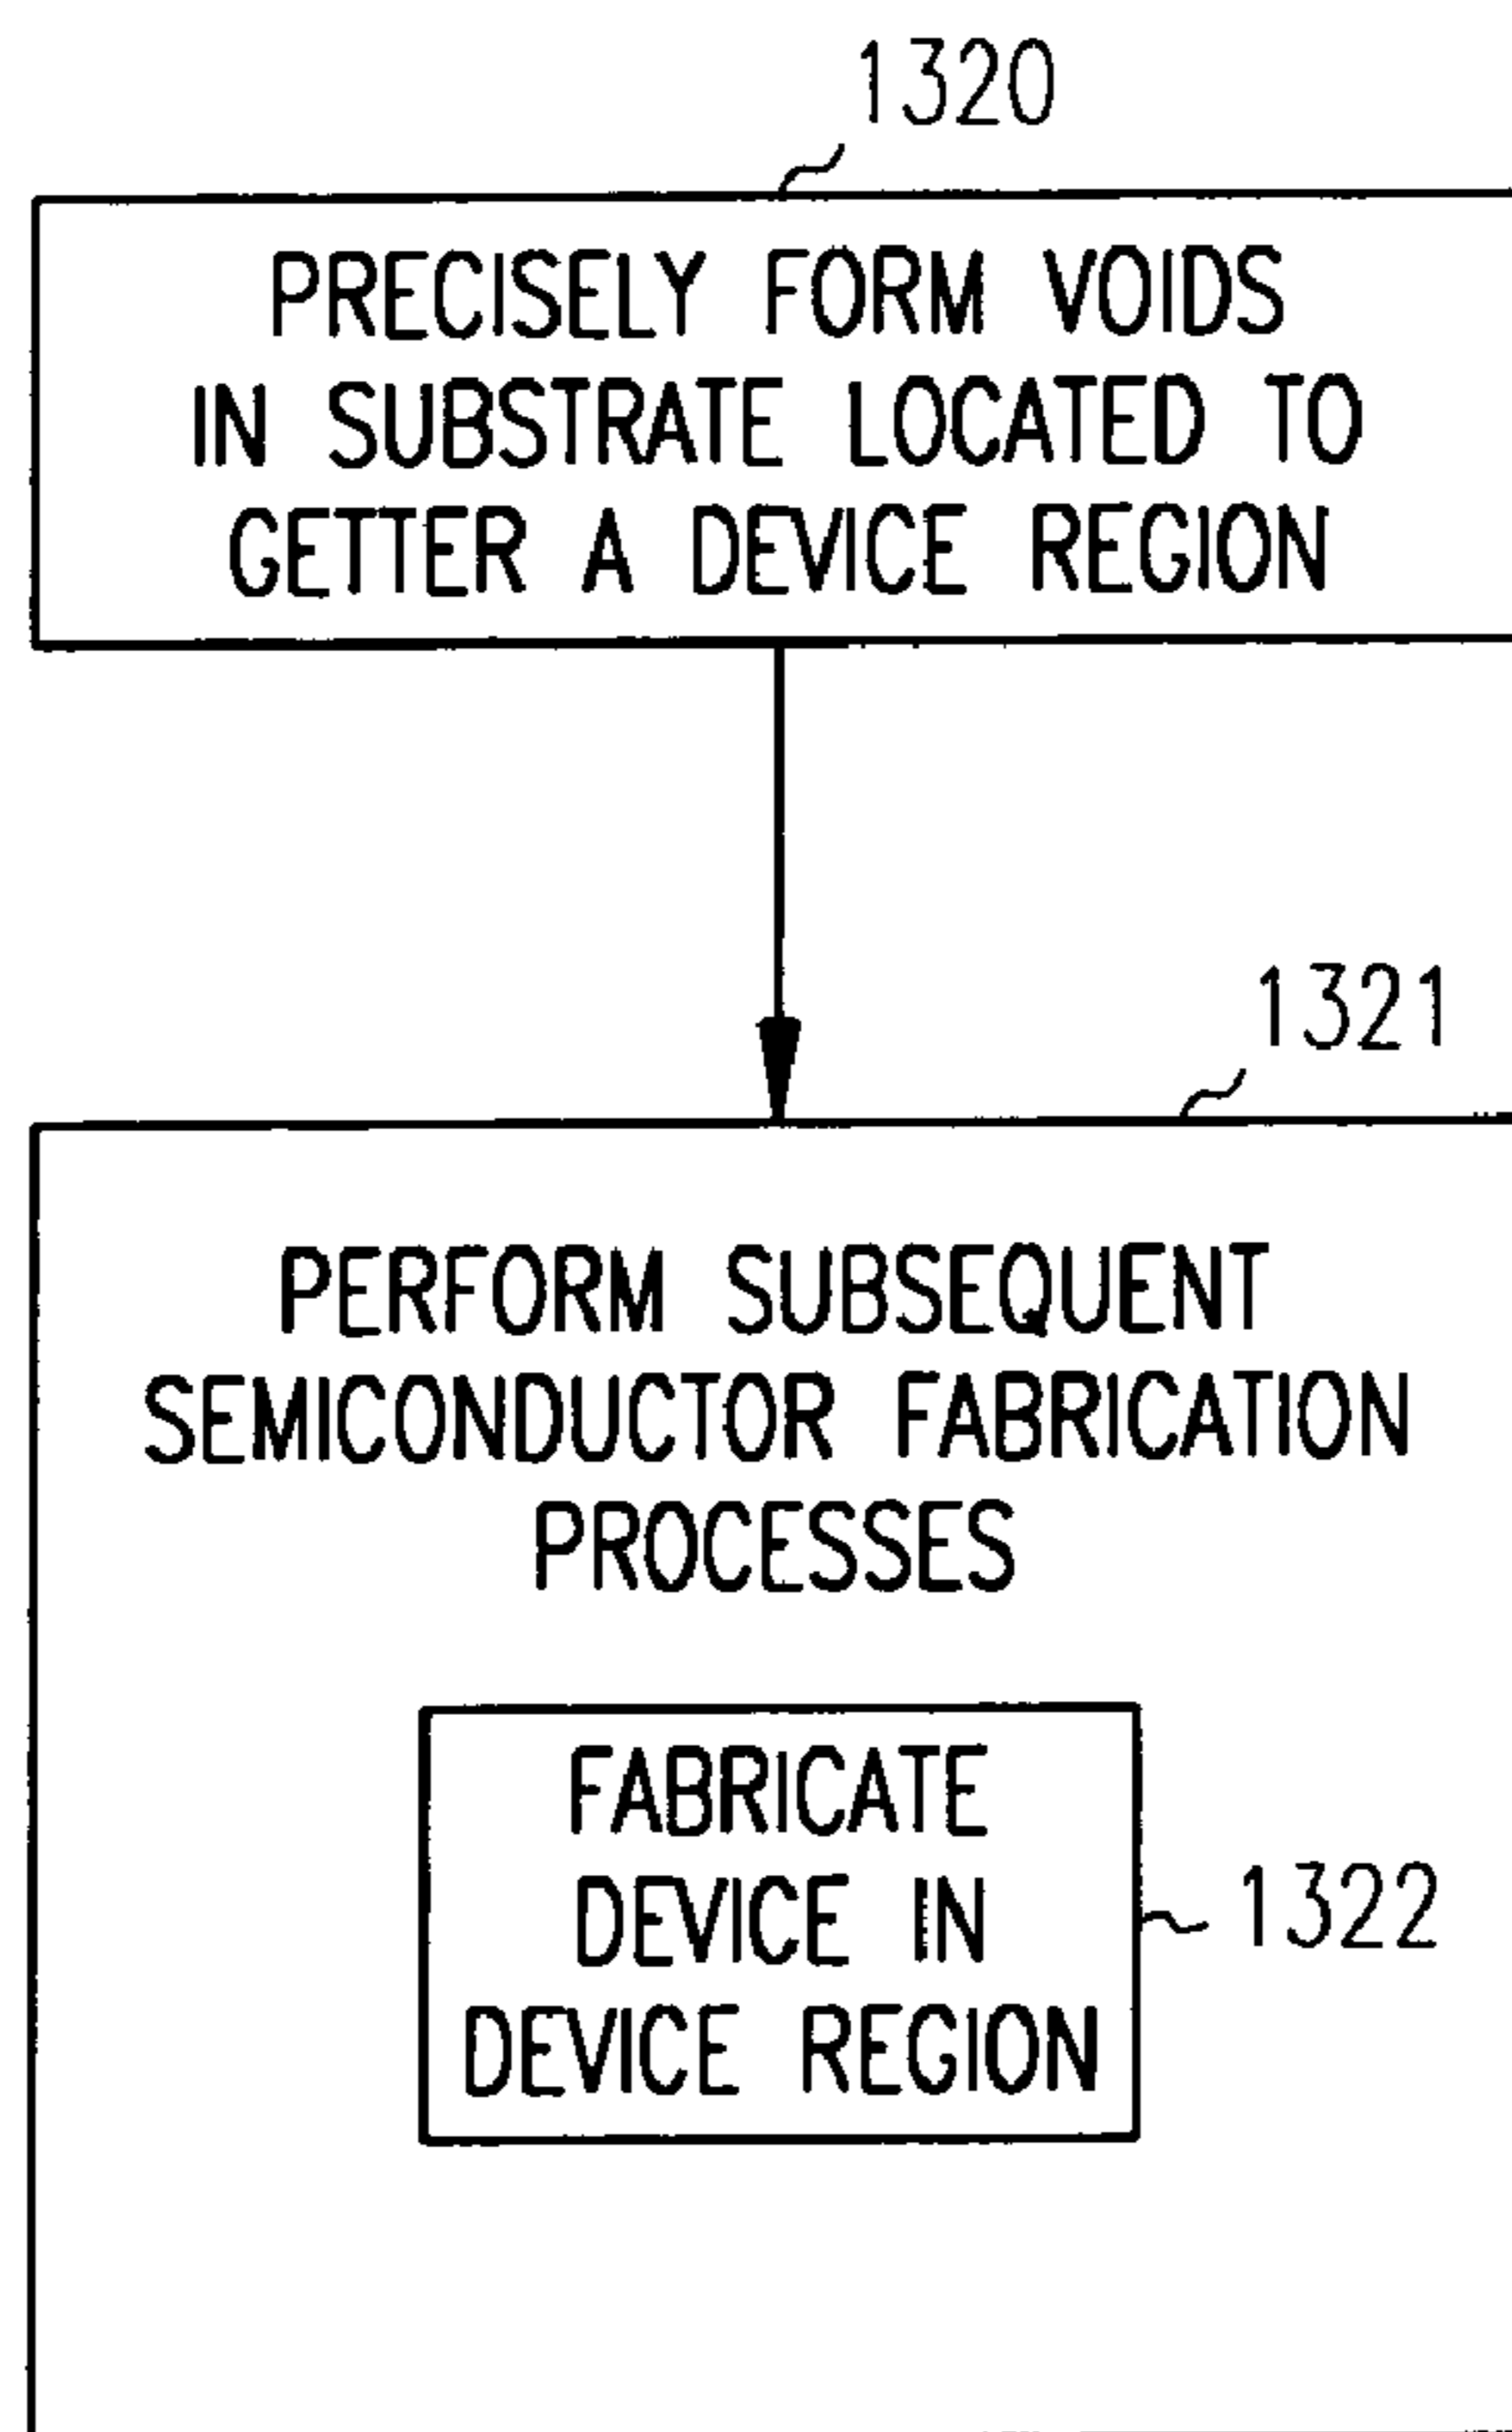 1320
PRECISELY FORM VOIDS
IN SUBSTRATE LOCATED TO
GETTER A DEVICE REGION
1321
PERFORM SUBSEQUENT
SEMICONDUCTOR FABRICATION
PROCESSES
FABRICATE
DEVICE IN
DEVICE REGION
1322